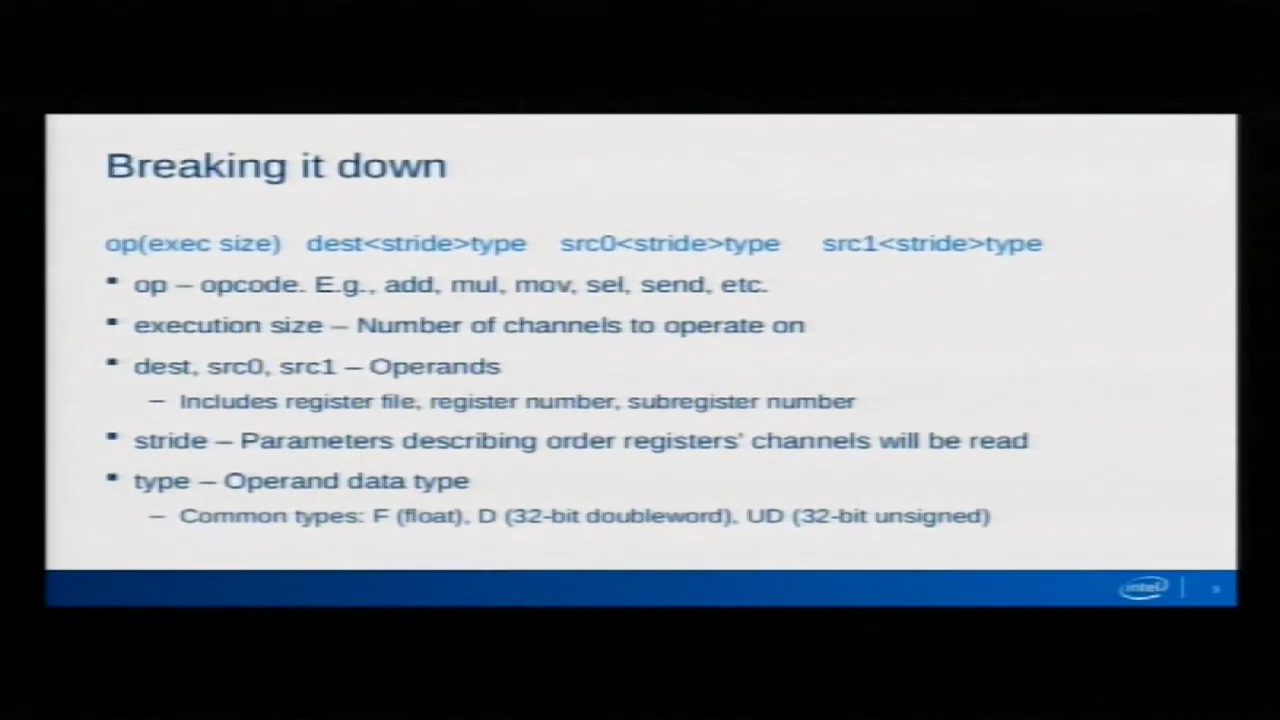 Breaking it down
op(exec size) dest<stride>type src0<stride>type src1<stride>type
▪ op – opcode. E.g., add, mul, mov, sel, send, etc.
▪ execution size – Number of channels to operate on
▪ dest, src0, src1 – Operands
– Includes register file, register number, subregister number
▪ stride – Parameters describing order registers' channels will be read
▪ type – Operand data type
– Common types: F (float), D (32-bit doubleword), UD (32-bit unsigned)
intel